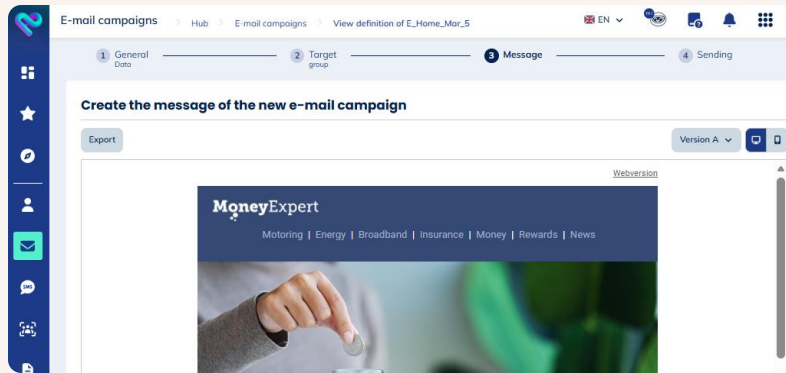 E-mail campaigns
Hub
E-mail campaigns
View definition of E_Home_Mar_5
EN
1 General
Data
2 Target
group
3 Message
4 Sending
Create the message of the new e-mail campaign
Export
Version A
Webversion
MoneyExpert
Motoring | Energy | Broadband | Insurance | Money | Rewards | News
SMS